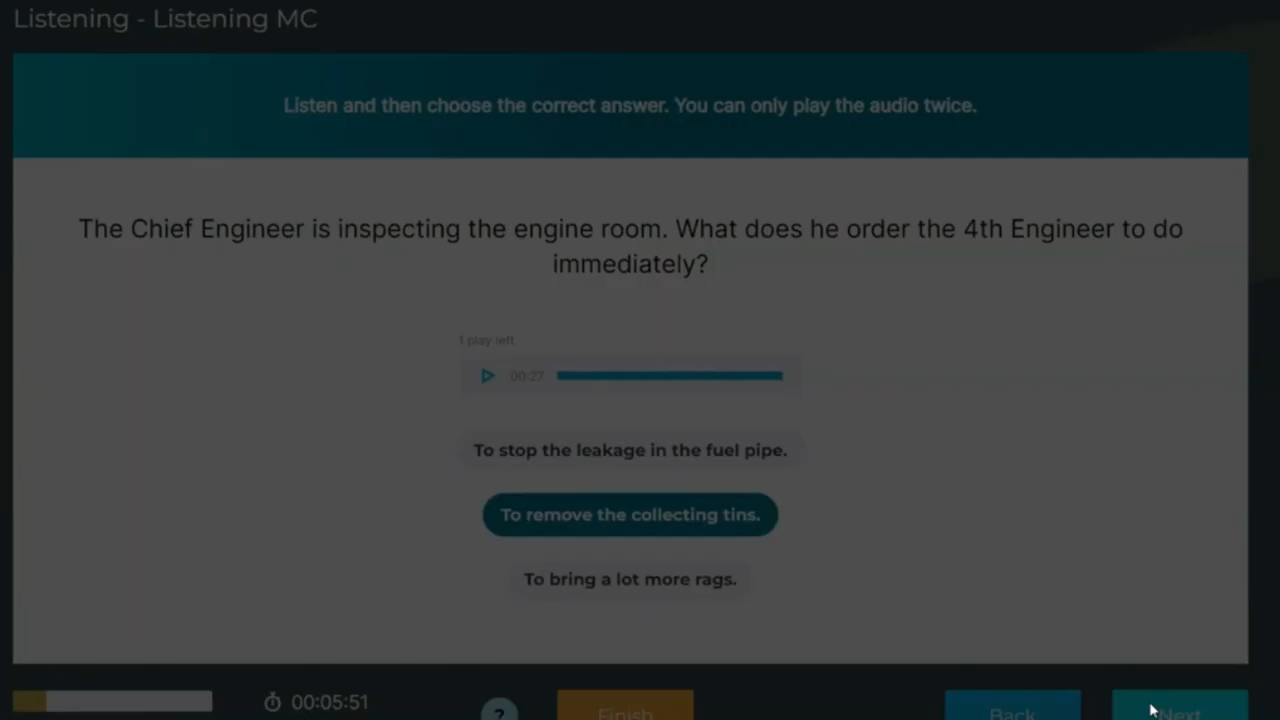 Listening - Listening MC
Listen and then choose the correct answer. You can only play the audio twice.
The Chief Engineer is inspecting the engine room. What does he order the 4th Engineer to do
immediately?
1 play left
00:27
To stop the leakage in the fuel pipe.
To remove the collecting tins.
To bring a lot more rags.
00:05:51
?
Finish
Back
Next